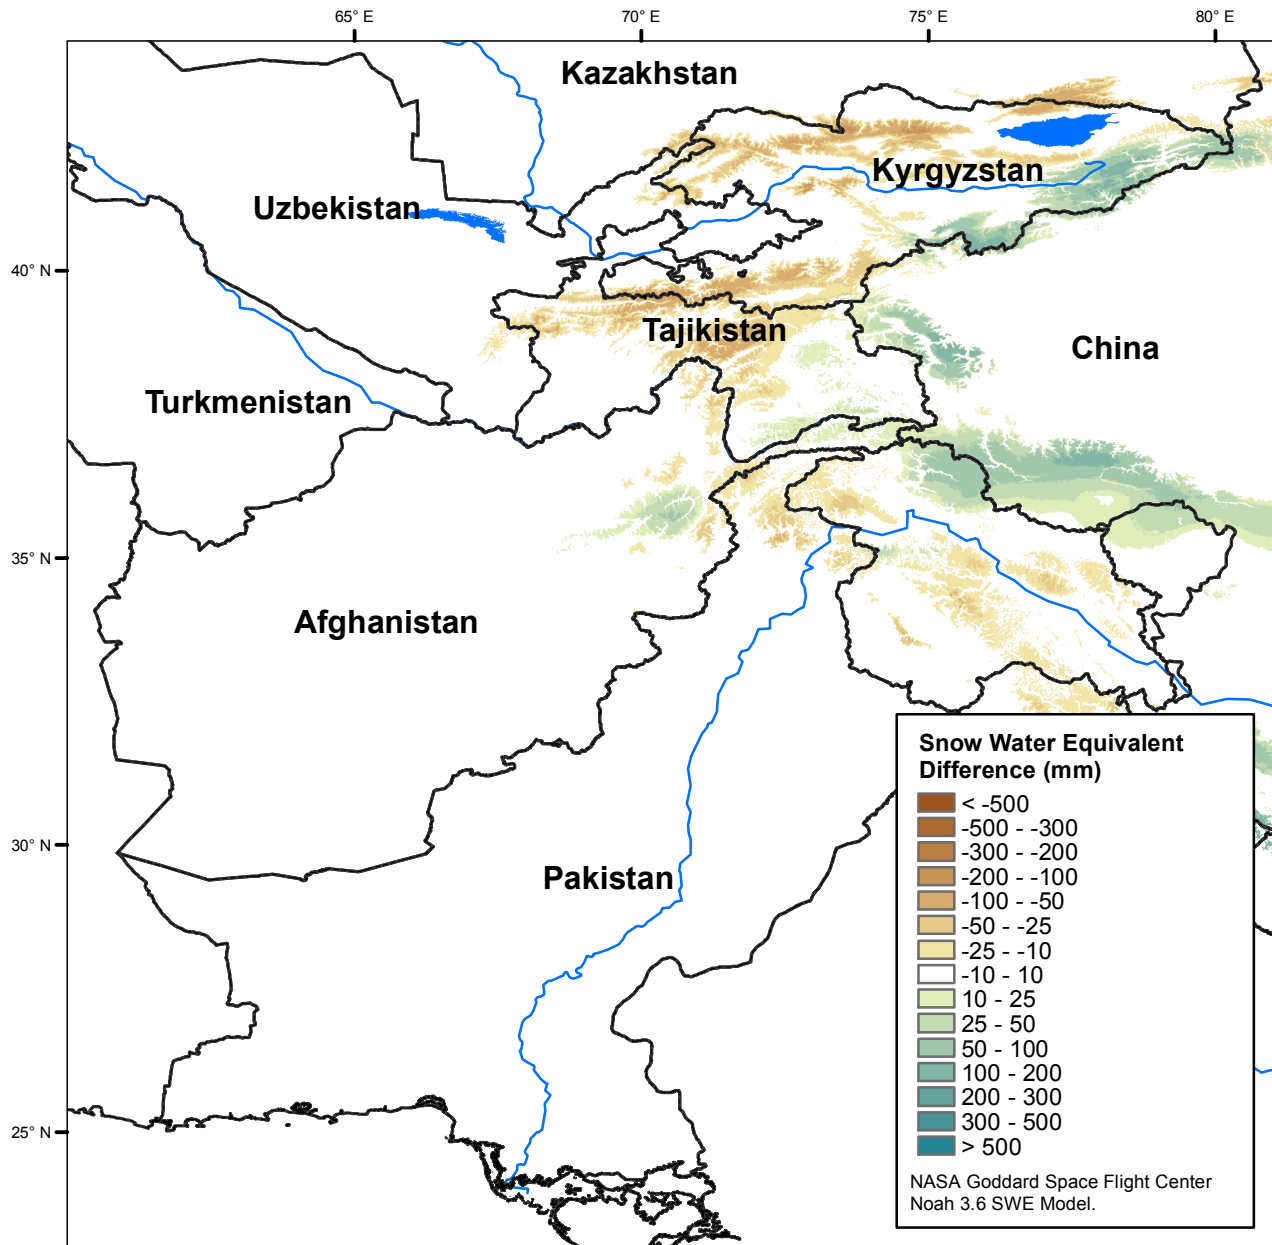 65° E
70° E
75° E
80° E
Kazakhstan
Kyrgyzstan
Uzbekistan
40° N
Tajikistan
China
Turkmenistan
35° N
Afghanistan
Snow Water Equivalent
Difference (mm)
< -500
-500 - -300
-300 - -200
-200 - -100
-100 - -50
-50 - -25
-25 - -10
-10 - 10
10 - 25
25 - 50
50 - 100
100 - 200
200 - 300
300 - 500
> 500
NASA Goddard Space Flight Center
Noah 3.6 SWE Model.
30° N
Pakistan
25° N